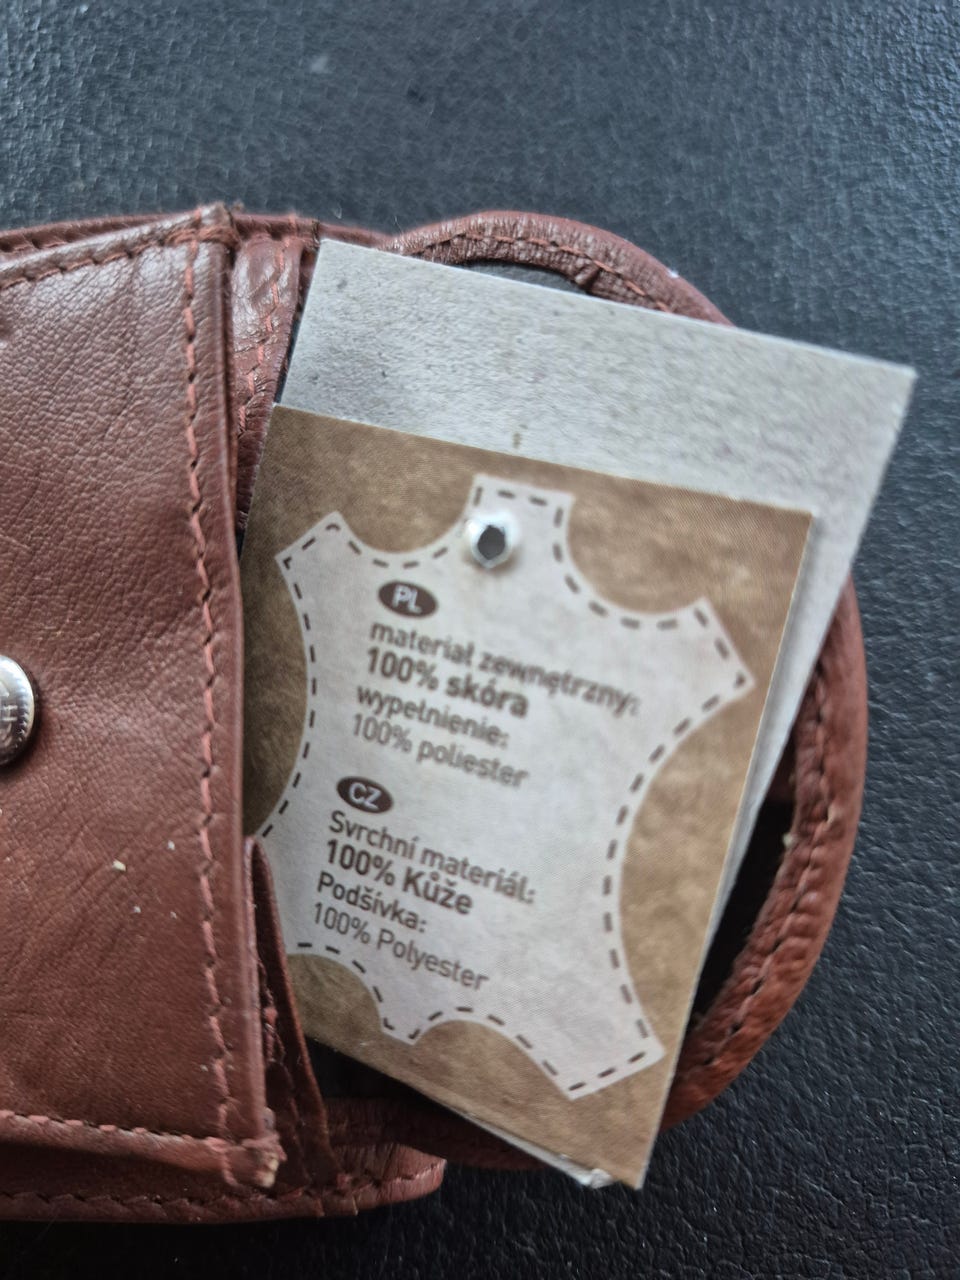 PL
materiał zewnętrzny:
100% skóra
wypełnienie:
100% poliester
CZ
Svrchní materiál:
100% Kůže
Podšívka:
100% Polyester